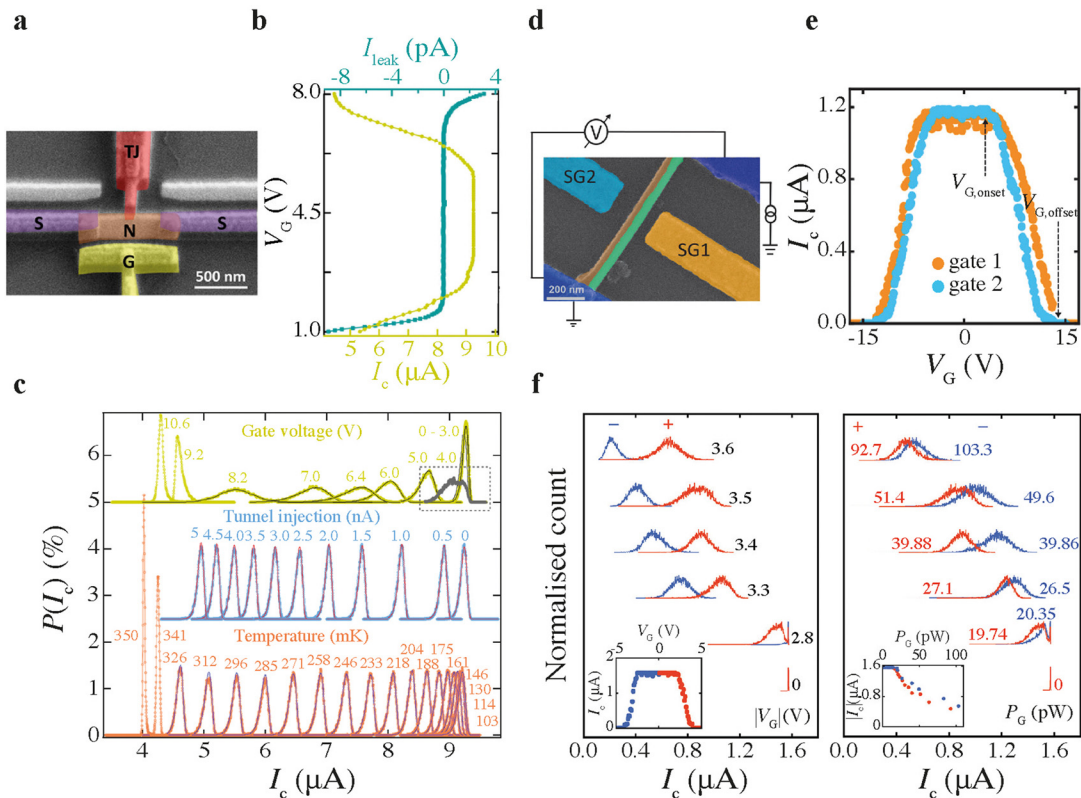 a
TJ
S
N
S
G
500 nm
b
I_leak (pA)
-8 -4 0 4
8.0
4.5
1.0
V_G (V)
5 6 7 8 9 10
I_c (µA)
d
V
SG2
SG1
200 nm
e
1.2
0.8
0.4
0.0
I_c (µA)
V_G,onset
V_G,offset
gate 1
gate 2
-15 0 15
V_G (V)
c
10.6
Gate voltage (V)
9.2
8.2
7.0
6.4
6.0
5.0
4.0
0 - 3.0
Tunnel injection (nA)
5 4.5 4.0 3.5 3.0 2.5 2.0 1.5 1.0 0.5 0
Temperature (mK)
350
341
326 312 296 285 271 258 246 233 218 204 188 175 161
146
130
114
103
6
5
4
3
2
1
0
P(I_c) (%)
4 5 6 7 8 9
I_c (µA)
f
Normalised count
− +
3.6
3.5
3.4
3.3
2.8
0
|V_G| (V)
V_G (V)
-5 0 5
2
1
0
I_c (µA)
0.0 0.4 0.8 1.2 1.6
I_c (µA)
+ −
92.7 103.3
51.4 49.6
39.88 39.86
27.1 26.5
20.35
19.74
0
P_G (pW)
P_G (pW)
0 50 100
1.6
0.8
0
|I_c|(µA)
0.0 0.4 0.8 1.2 1.6
I_c (µA)